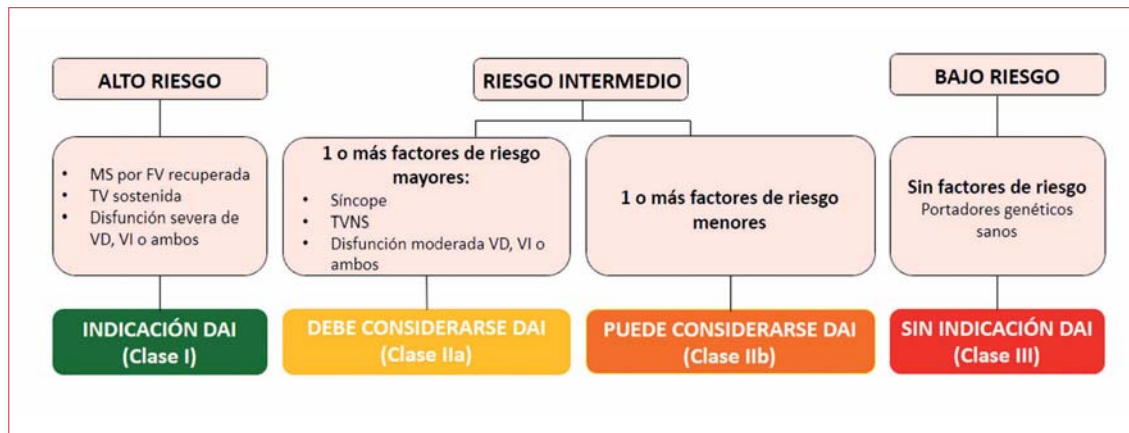 ALTO RIESGO
MS por FV recuperada
TV sostenida
Disfunción severa de
VD, VI o ambos
INDICACIÓN DAI
(Clase I)
RIESGO INTERMEDIO
1 o más factores de riesgo
mayores:
Síncope
TVNS
Disfunción moderada VD, VI o
ambos
DEBE CONSIDERARSE DAI
(Clase IIa)
1 o más factores de riesgo
menores
PUEDE CONSIDERARSE DAI
(Clase IIb)
BAJO RIESGO
Sin factores de riesgo
Portadores genéticos
sanos
SIN INDICACIÓN DAI
(Clase III)